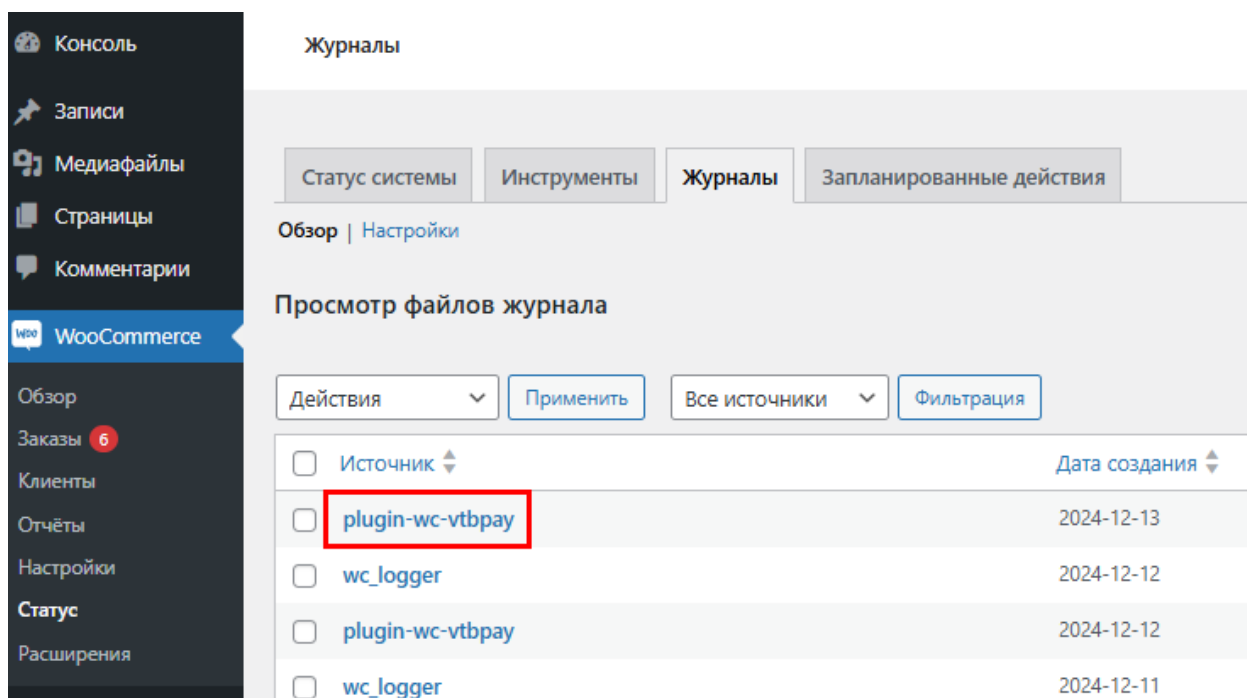 Консоль
Записи
Медиафайлы
Страницы
Комментарии
Woo WooCommerce
Обзор
Заказы 6
Клиенты
Отчёты
Настройки
Статус
Расширения
Журналы
Статус системы Инструменты Журналы Запланированные действия
Обзор | Настройки
Просмотр файлов журнала
Действия Применить Все источники Фильтрация
Источник Дата создания
plugin-wc-vtbpay 2024-12-13
wc_logger 2024-12-12
plugin-wc-vtbpay 2024-12-12
wc_logger 2024-12-11